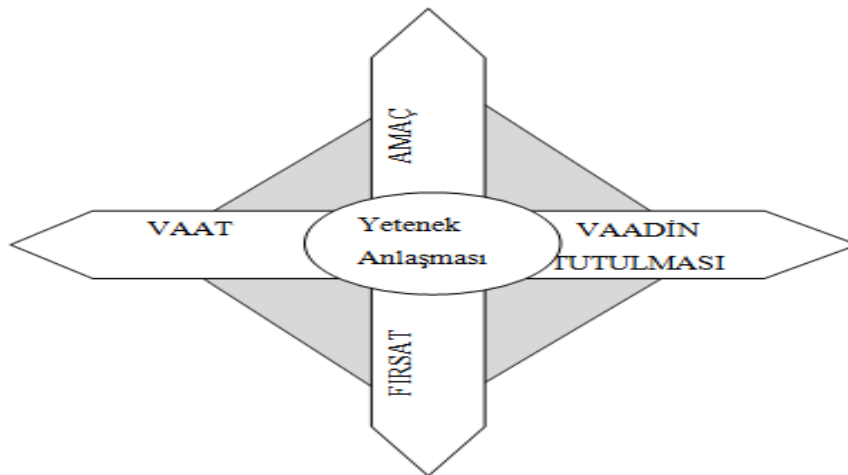 AMAÇ
VAAT
Yetenek
Anlaşması
VAADİN
TUTULMASI
FIRSAT